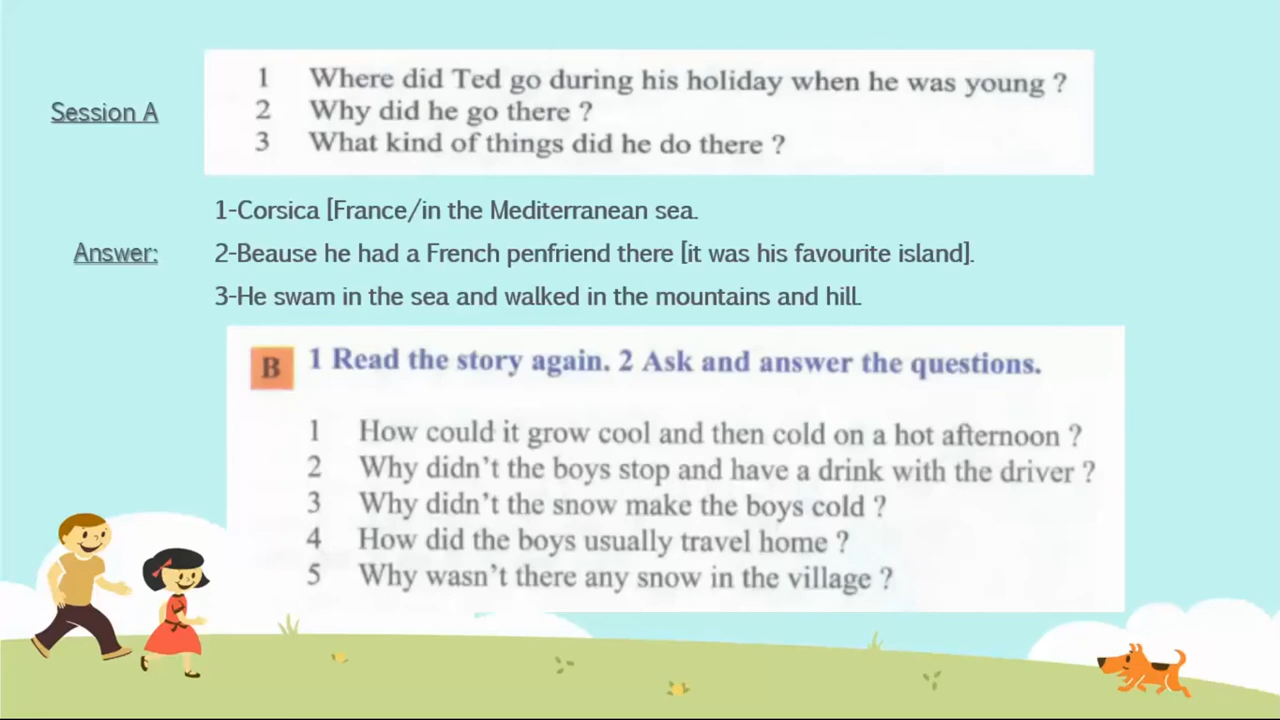 Session A
1 Where did Ted go during his holiday when he was young ?
2 Why did he go there ?
3 What kind of things did he do there ?
Answer:
1-Corsica [France/in the Mediterranean sea.
2-Beause he had a French penfriend there [it was his favourite island].
3-He swam in the sea and walked in the mountains and hill.
B 1 Read the story again. 2 Ask and answer the questions.
1 How could it grow cool and then cold on a hot afternoon ?
2 Why didn't the boys stop and have a drink with the driver ?
3 Why didn't the snow make the boys cold ?
4 How did the boys usually travel home ?
5 Why wasn't there any snow in the village ?